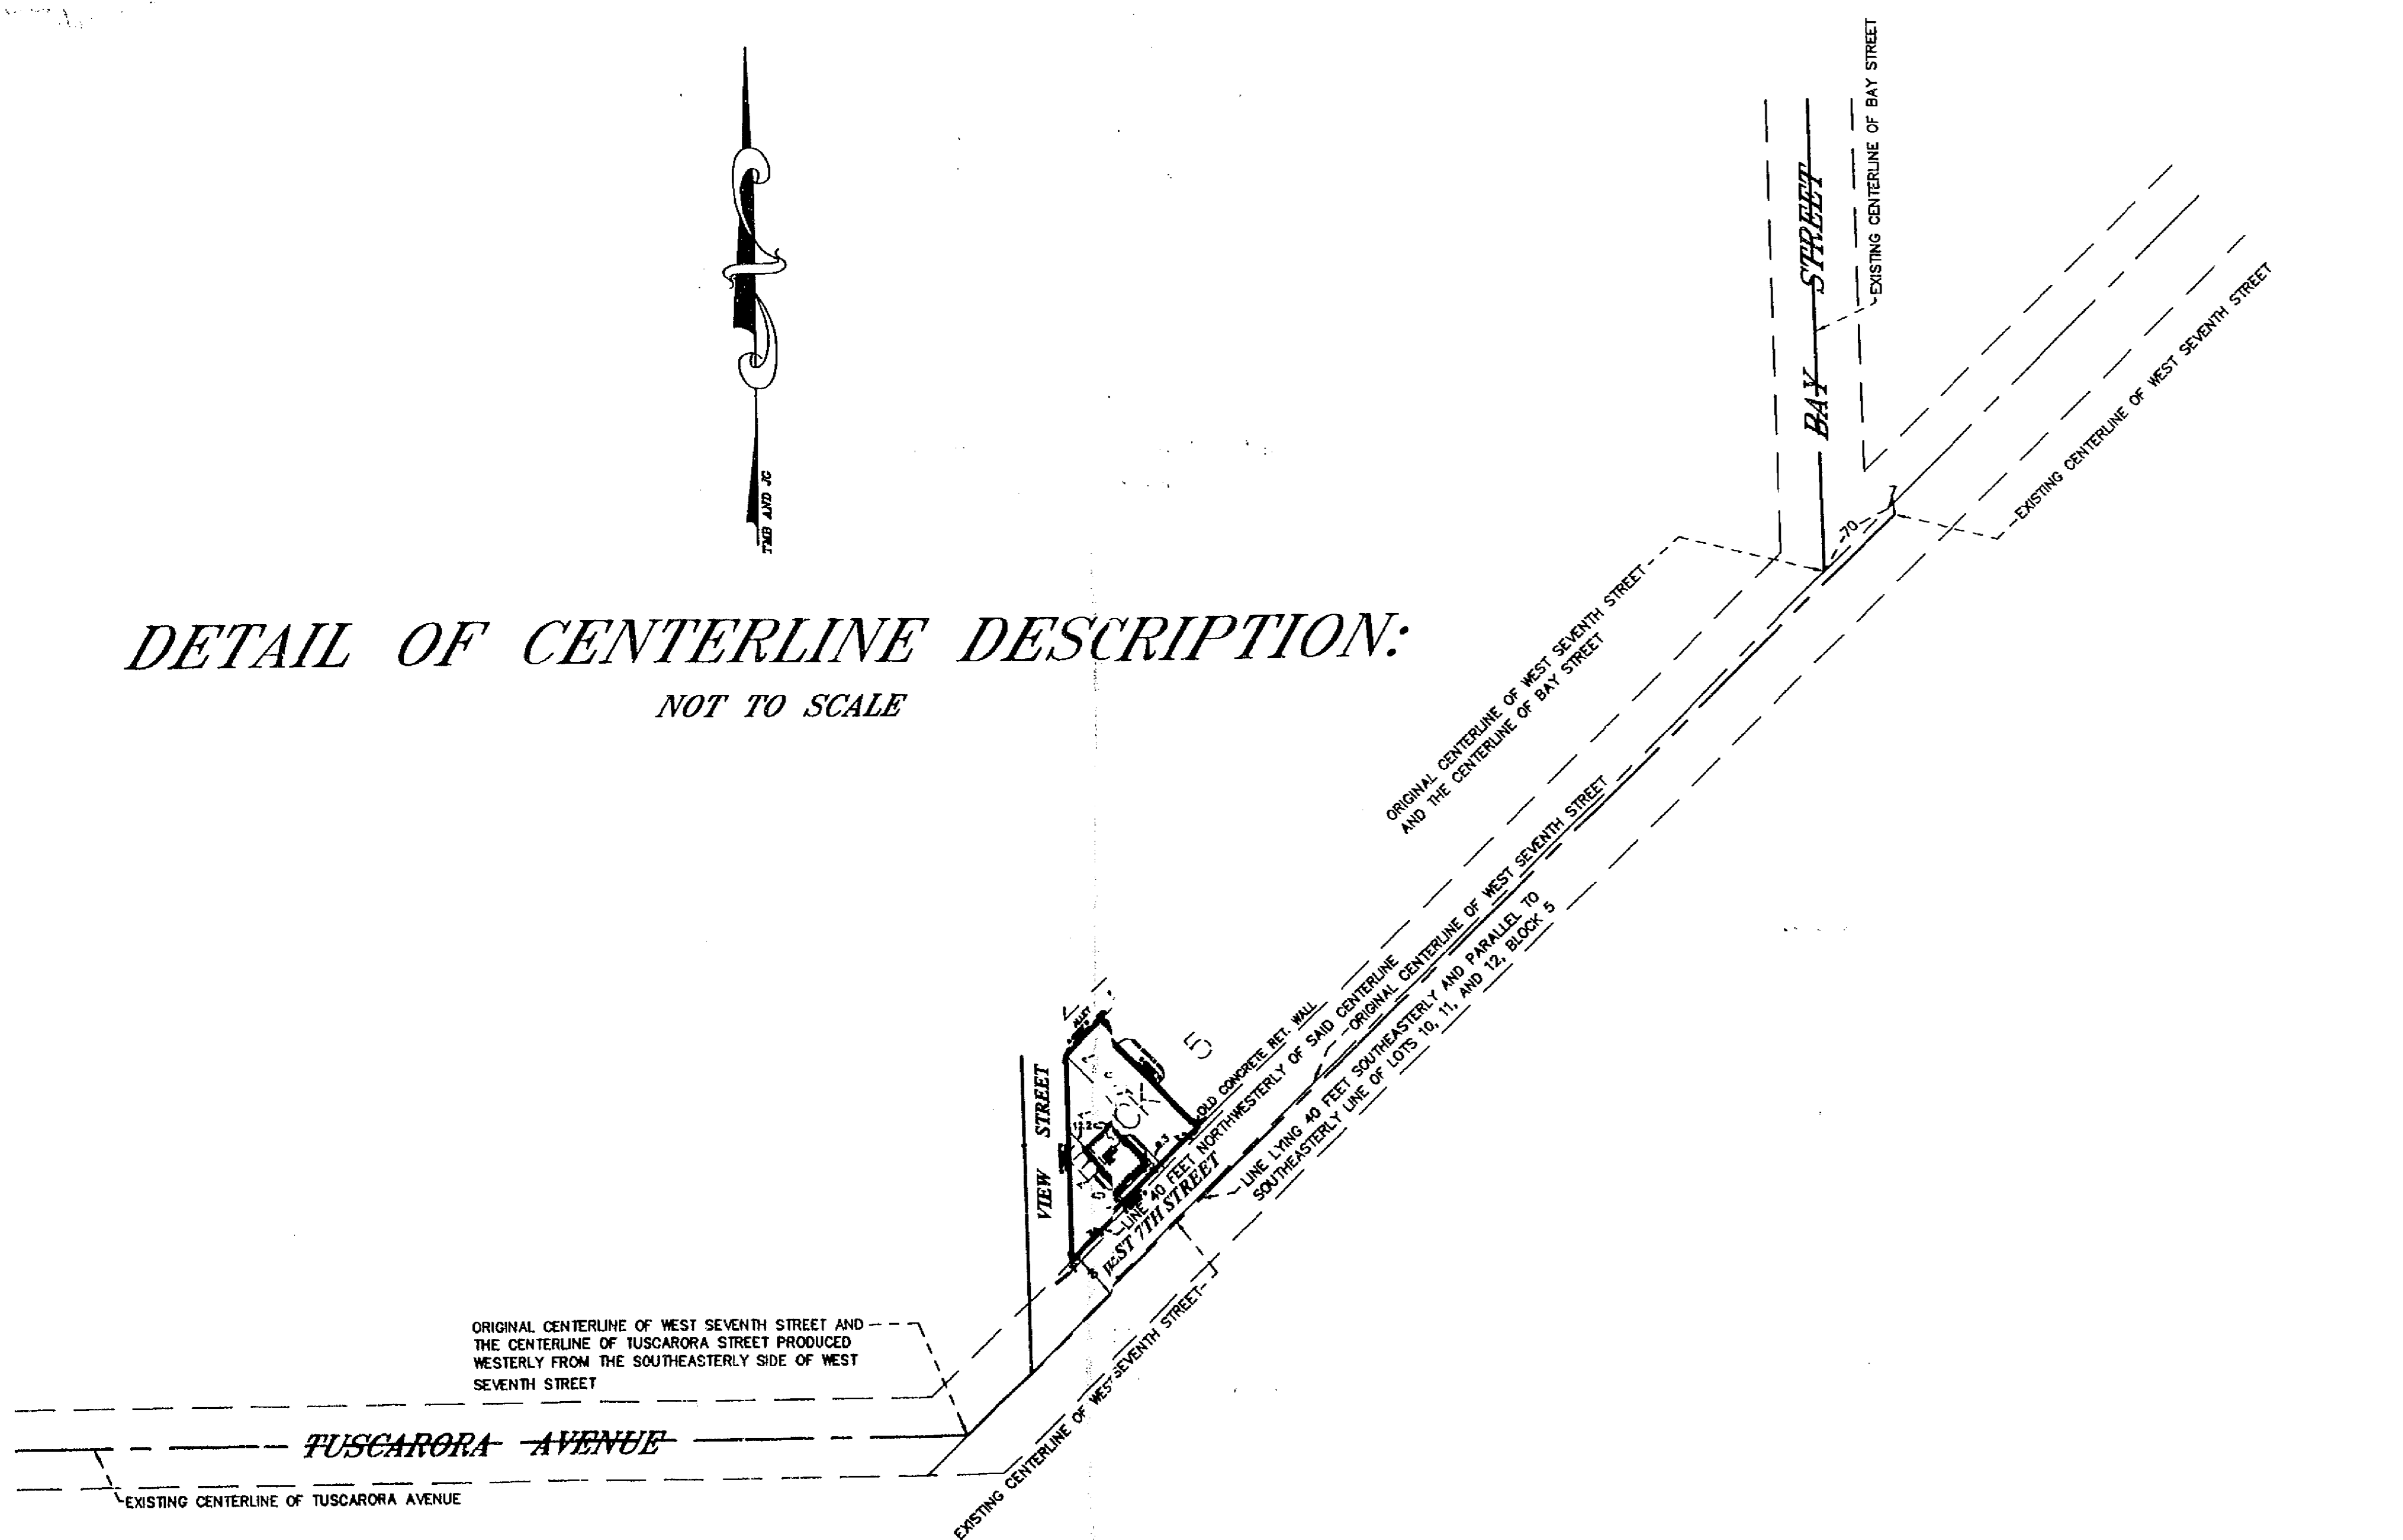 EXISTING CENTERLINE OF BAY STREET
BAY STREET
TMB AND JG
EXISTING CENTERLINE OF WEST SEVENTH STREET
70
DETAIL OF CENTERLINE DESCRIPTION:
NOT TO SCALE
ORIGINAL CENTERLINE OF WEST SEVENTH STREET
AND THE CENTERLINE OF BAY STREET
ORIGINAL CENTERLINE OF WEST SEVENTH STREET
LINE 40 FEET NORTHWESTERLY OF SAID CENTERLINE
OLD CONCRETE RET. WALL
LINE LYING 40 FEET SOUTHEASTERLY AND PARALLEL TO
SOUTHEASTERLY LINE OF LOTS 10, 11, AND 12, BLOCK 5
ALLEY
5
VIEW STREET
WEST 7TH STREET
ORIGINAL CENTERLINE OF WEST SEVENTH STREET AND
THE CENTERLINE OF TUSCARORA STREET PRODUCED
WESTERLY FROM THE SOUTHEASTERLY SIDE OF WEST
SEVENTH STREET
EXISTING CENTERLINE OF WEST SEVENTH STREET
TUSCARORA AVENUE
EXISTING CENTERLINE OF TUSCARORA AVENUE